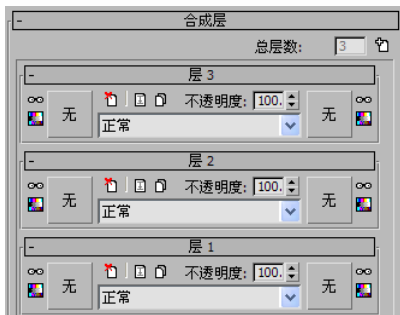 - 合成层
总层数: 3
- 层 3
无 不透明度: 100. 无
正常
- 层 2
无 不透明度: 100. 无
正常
- 层 1
无 不透明度: 100. 无
正常